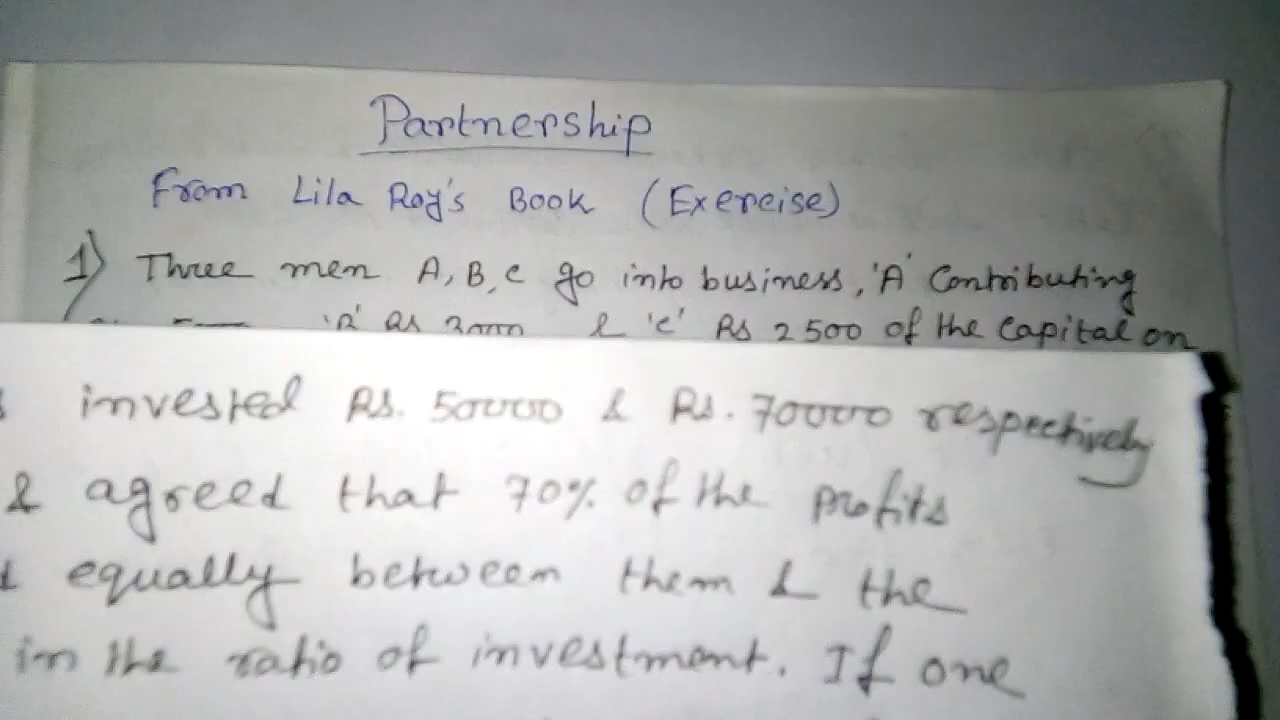 Partnership
From Lila Roy's Book (Exercise)
1) Three men A, B, C go into business, 'A' Contributing
'B' Rs & 'C' Rs 2500 of the Capital on
invested Rs. 50000 & Rs. 70000 respectively
& agreed that 70% of the profits
equally between them & the
in the ratio of investment. If one